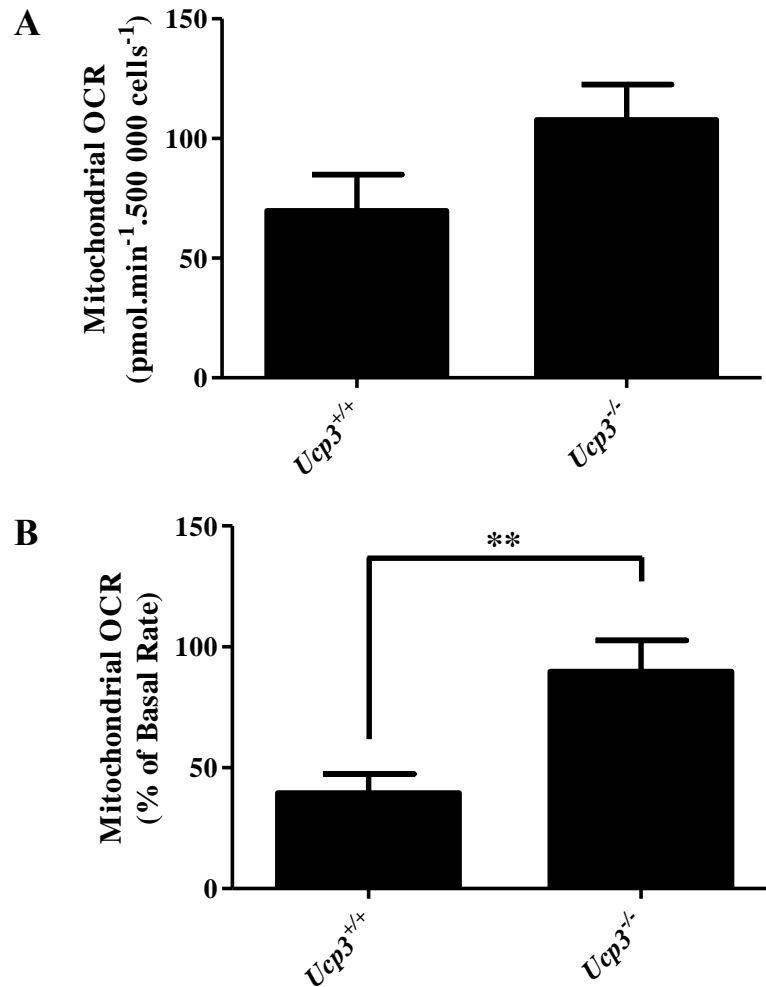 A
Mitochondrial OCR
(pmol.min⁻¹.500 000 cells⁻¹)
150
100
50
0
Ucp3⁺/⁺
Ucp3⁻/⁻
B
Mitochondrial OCR
(% of Basal Rate)
150
100
50
0
**
Ucp3⁺/⁺
Ucp3⁻/⁻